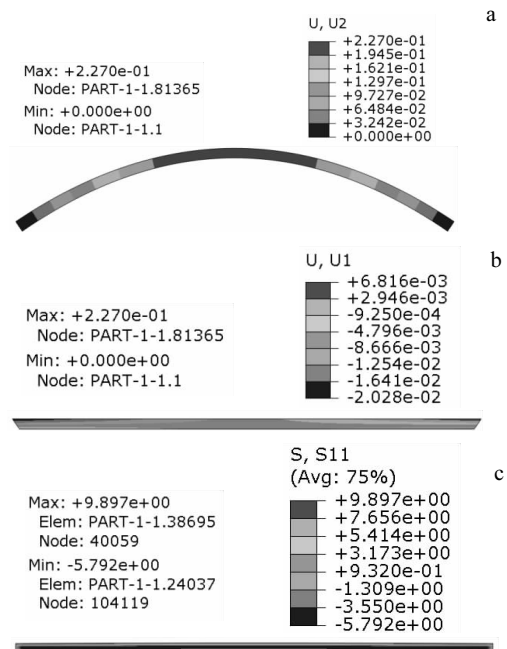 a
U, U2
+2.270e-01
+1.945e-01
+1.621e-01
+1.297e-01
+9.727e-02
+6.484e-02
+3.242e-02
+0.000e+00
Max: +2.270e-01
Node: PART-1-1.81365
Min: +0.000e+00
Node: PART-1-1.1
b
U, U1
+6.816e-03
+2.946e-03
-9.250e-04
-4.796e-03
-8.666e-03
-1.254e-02
-1.641e-02
-2.028e-02
Max: +2.270e-01
Node: PART-1-1.81365
Min: +0.000e+00
Node: PART-1-1.1
c
S, S11
(Avg: 75%)
+9.897e+00
+7.656e+00
+5.414e+00
+3.173e+00
+9.320e-01
-1.309e+00
-3.550e+00
-5.792e+00
Max: +9.897e+00
Elem: PART-1-1.38695
Node: 40059
Min: -5.792e+00
Elem: PART-1-1.24037
Node: 104119